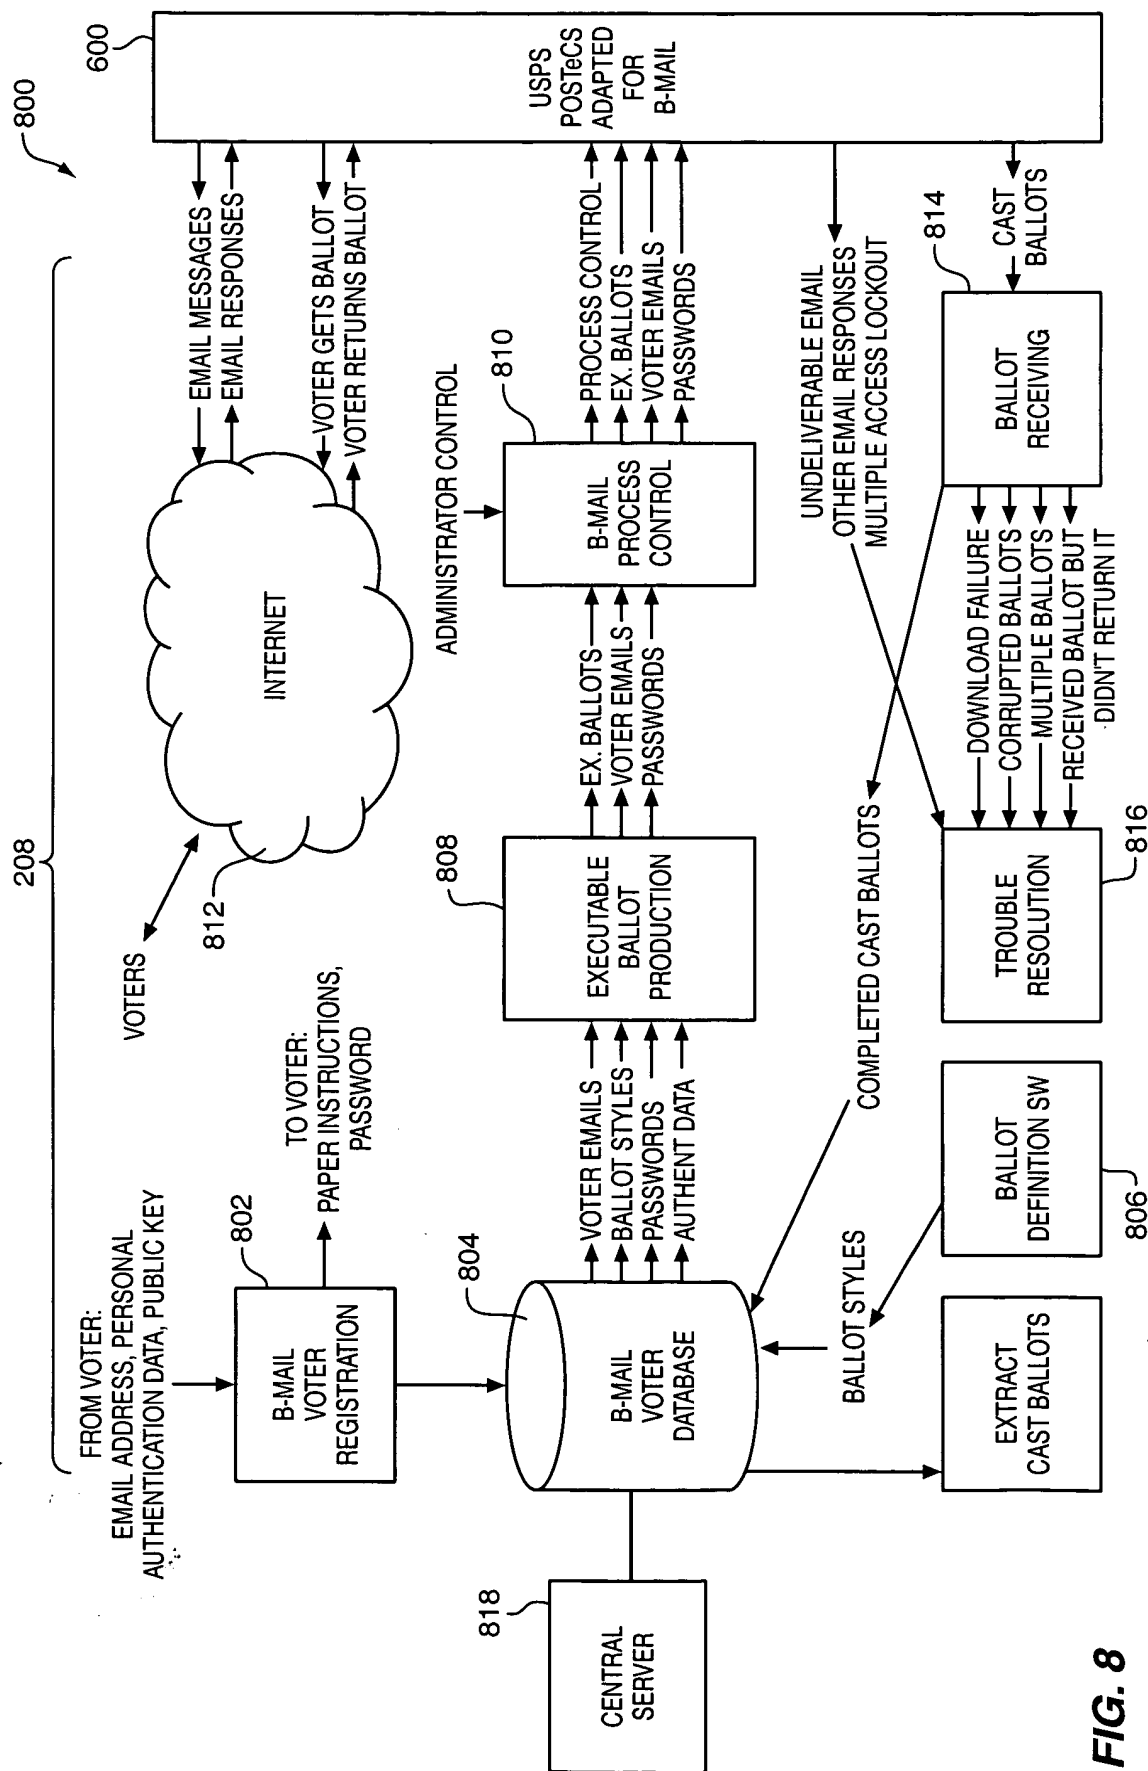 208
800
FROM VOTER:
EMAIL ADDRESS, PERSONAL
AUTHENTICATION DATA, PUBLIC KEY
802
B-MAIL
VOTER
REGISTRATION
TO VOTER:
PAPER INSTRUCTIONS,
PASSWORD
VOTERS
812
INTERNET
EMAIL MESSAGES
EMAIL RESPONSES
VOTER GETS BALLOT
VOTER RETURNS BALLOT
600
USPS
POSTeCS
ADAPTED
FOR
B-MAIL
818
CENTRAL
SERVER
804
B-MAIL
VOTER
DATABASE
VOTER EMAILS
BALLOT STYLES
PASSWORDS
AUTHENT DATA
808
EXECUTABLE
BALLOT
PRODUCTION
EX. BALLOTS
VOTER EMAILS
PASSWORDS
ADMINISTRATOR CONTROL
810
B-MAIL
PROCESS
CONTROL
PROCESS CONTROL
EX. BALLOTS
VOTER EMAILS
PASSWORDS
BALLOT STYLES
COMPLETED CAST BALLOTS
UNDELIVERABLE EMAIL
OTHER EMAIL RESPONSES
MULTIPLE ACCESS LOCKOUT
EXTRACT
CAST BALLOTS
BALLOT
DEFINITION SW
806
TROUBLE
RESOLUTION
816
DOWNLOAD FAILURE
CORRUPTED BALLOTS
MULTIPLE BALLOTS
RECEIVED BALLOT BUT
DIDN'T RETURN IT
814
BALLOT
RECEIVING
CAST
BALLOTS
FIG. 8